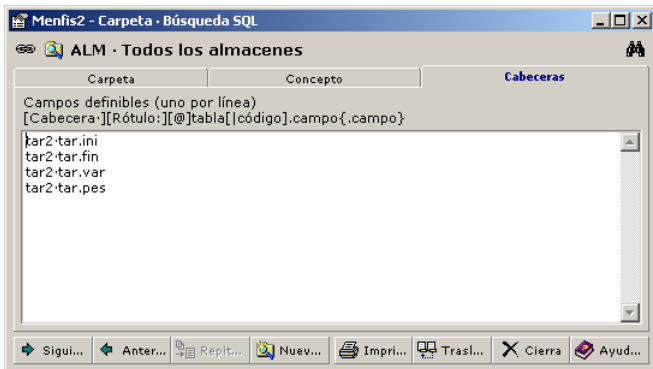 Menfis2 - Carpeta · Búsqueda SQL
ALM · Todos los almacenes
Carpeta Concepto Cabeceras
Campos definibles (uno por línea)
[Cabecera·][Rótulo:][@]tabla[|código].campo{.campo}
tar2·tar.ini
tar2·tar.fin
tar2·tar.var
tar2·tar.pes
Sigui... Anter... Repit... Nuev... Impri... Trasl... Cierra Ayud...